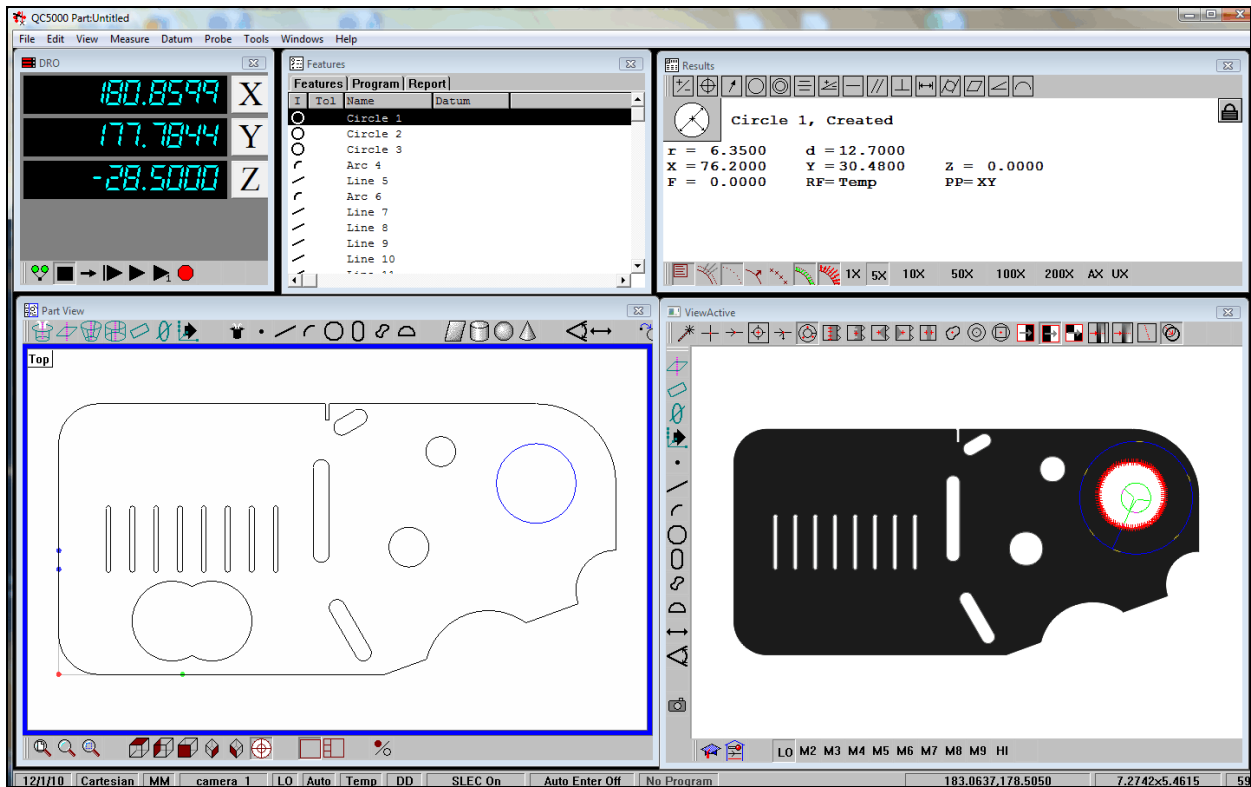 QC5000 Part:Untitled
File Edit View Measure Datum Probe Tools Windows Help
DRO
180.8599 X
177.7844 Y
-28.5000 Z
Features
Features Program Report
I Tol Name Datum
Circle 1
Circle 2
Circle 3
Arc 4
Line 5
Arc 6
Line 7
Line 8
Line 9
Line 10
Results
Circle 1, Created
r = 6.3500 d =12.7000
X =76.2000 Y =30.4800 Z = 0.0000
F = 0.0000 RF=Temp PP=XY
1X 5X 10X 50X 100X 200X AX UX
Part View
Top
ViewActive
LO M2 M3 M4 M5 M6 M7 M8 M9 HI
12/1/10 Cartesian MM camera 1 LO Auto Temp DD SLEC On Auto Enter Off No Program 183.0637,178.5050 7.2742x5.4615 59